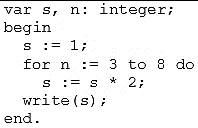 var s, n: integer;
begin
  s := 1;
  for n := 3 to 8 do
    s := s * 2;
  write(s);
end.